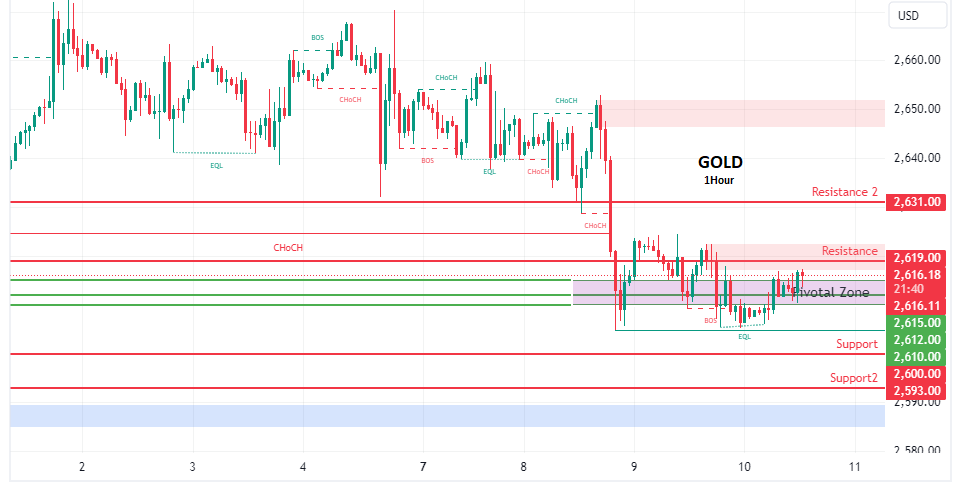 USD
2,660.00
BOS
CHoCH
CHoCH
CHoCH
2,650.00
2,640.00
BOS
EQL
EQL
CHoCH
GOLD
1Hour
Resistance 2
2,631.00
CHoCH
CHoCH
Resistance
2,619.00
2,616.18
21:40
2,616.11
Pivotal Zone
2,615.00
BOS
EQL
2,612.00
Support
2,610.00
2,600.00
Support2
2,593.00
2,590.00
2,580.00
2
3
4
7
8
9
10
11